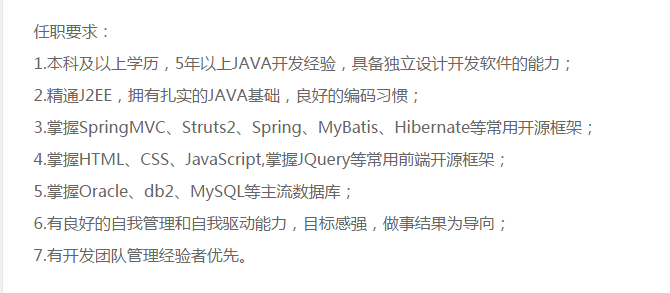 任职要求：
1.本科及以上学历，5年以上JAVA开发经验，具备独立设计开发软件的能力；
2.精通J2EE，拥有扎实的JAVA基础，良好的编码习惯；
3.掌握SpringMVC、Struts2、Spring、MyBatis、Hibernate等常用开源框架；
4.掌握HTML、CSS、JavaScript,掌握JQuery等常用前端开源框架；
5.掌握Oracle、db2、MySQL等主流数据库；
6.有良好的自我管理和自我驱动能力，目标感强，做事结果为导向；
7.有开发团队管理经验者优先。